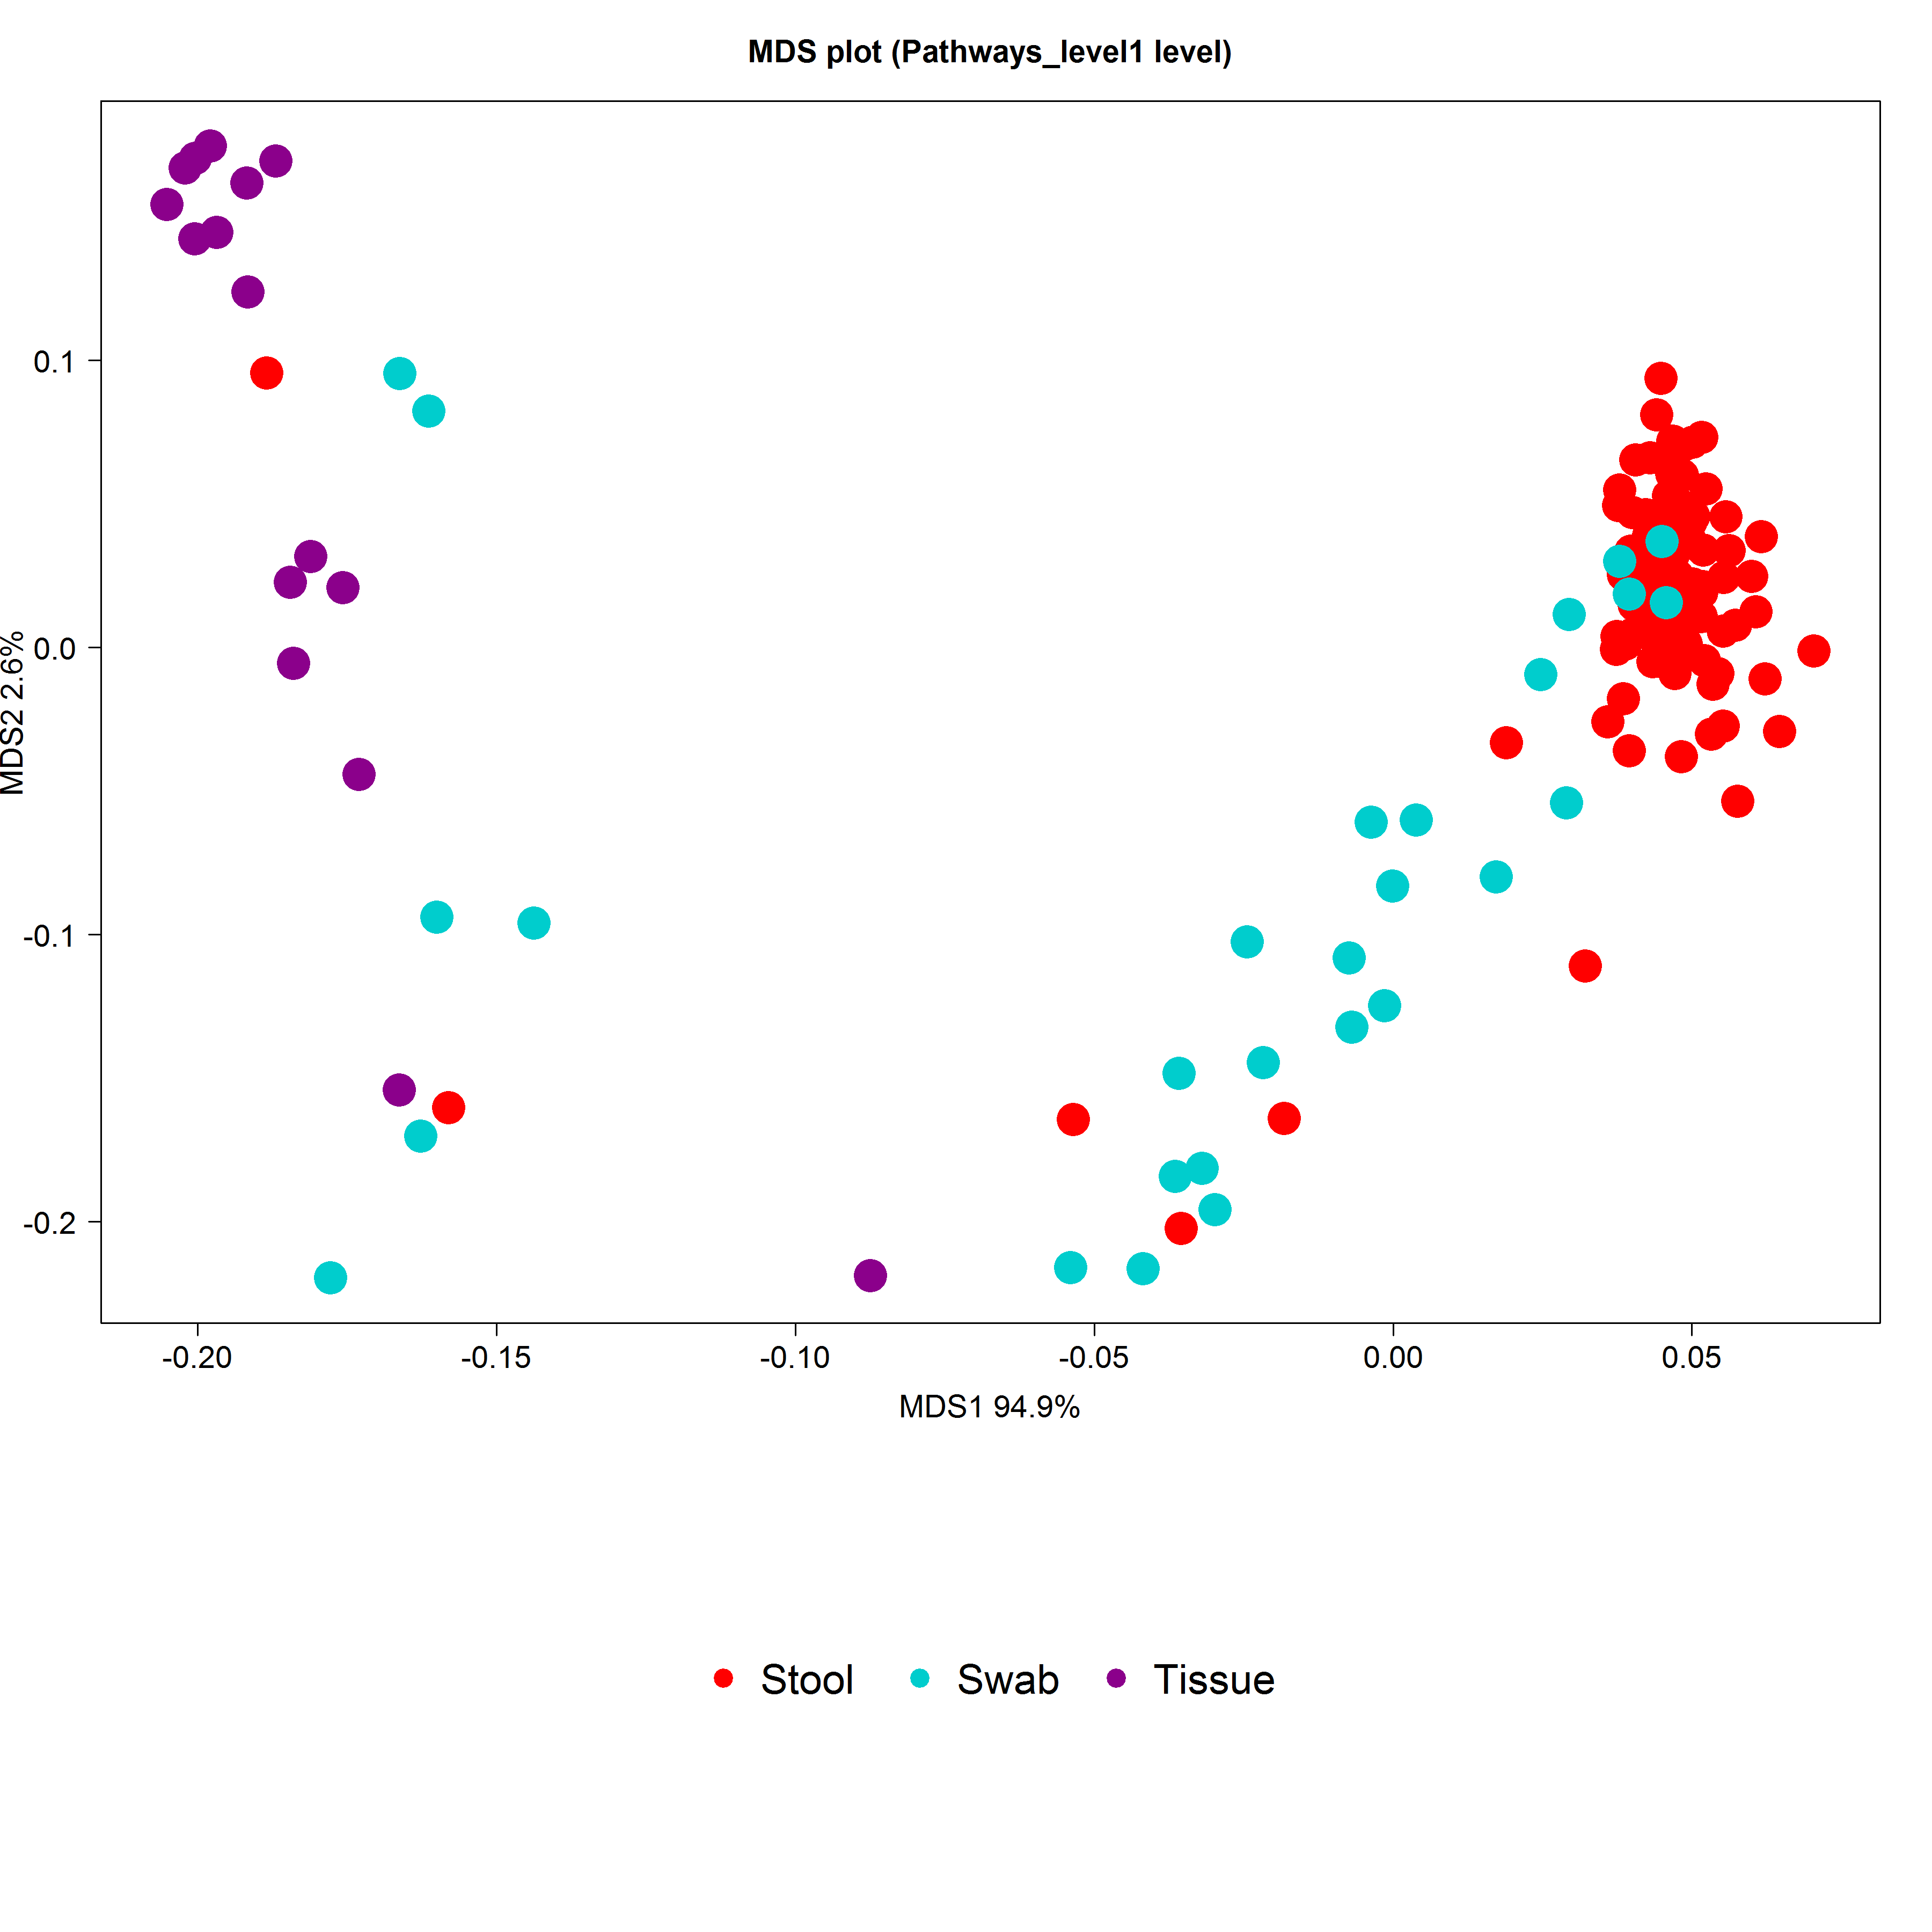 MDS plot (Pathways_level1 level)
0.1
0.0
-0.1
-0.2
MDS2 2.6%
-0.20 -0.15 -0.10 -0.05 0.00 0.05
MDS1 94.9%
Stool Swab Tissue